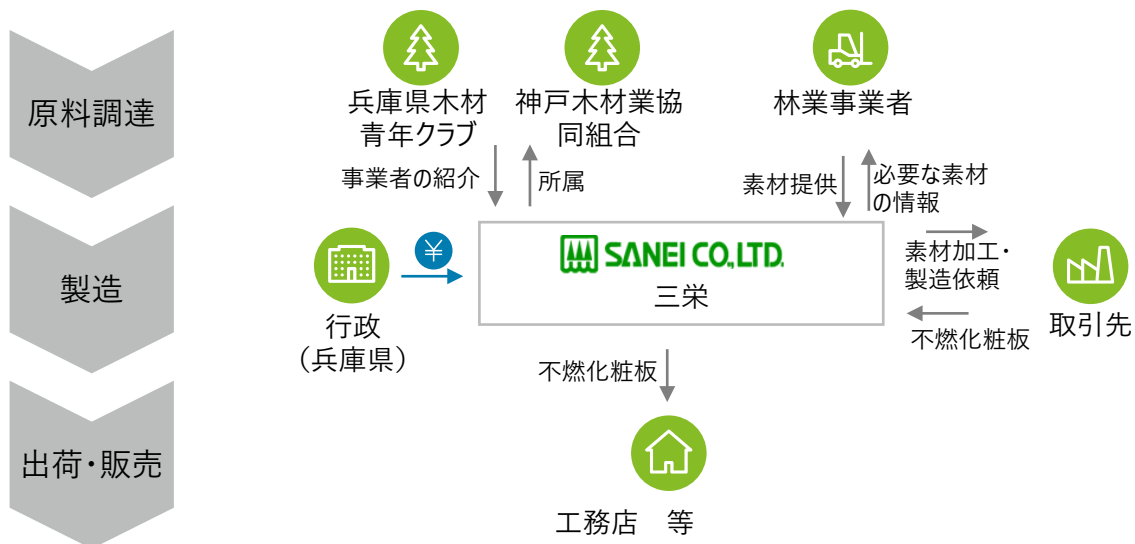 原料調達
兵庫県木材
青年クラブ
神戸木材業協
同組合
林業事業者
事業者の紹介
所属
素材提供
必要な素材
の情報
製造
行政
（兵庫県）
¥
SANEI CO,.LTD.
三栄
素材加工・
製造依頼
不燃化粧板
取引先
不燃化粧板
出荷・販売
工務店　等